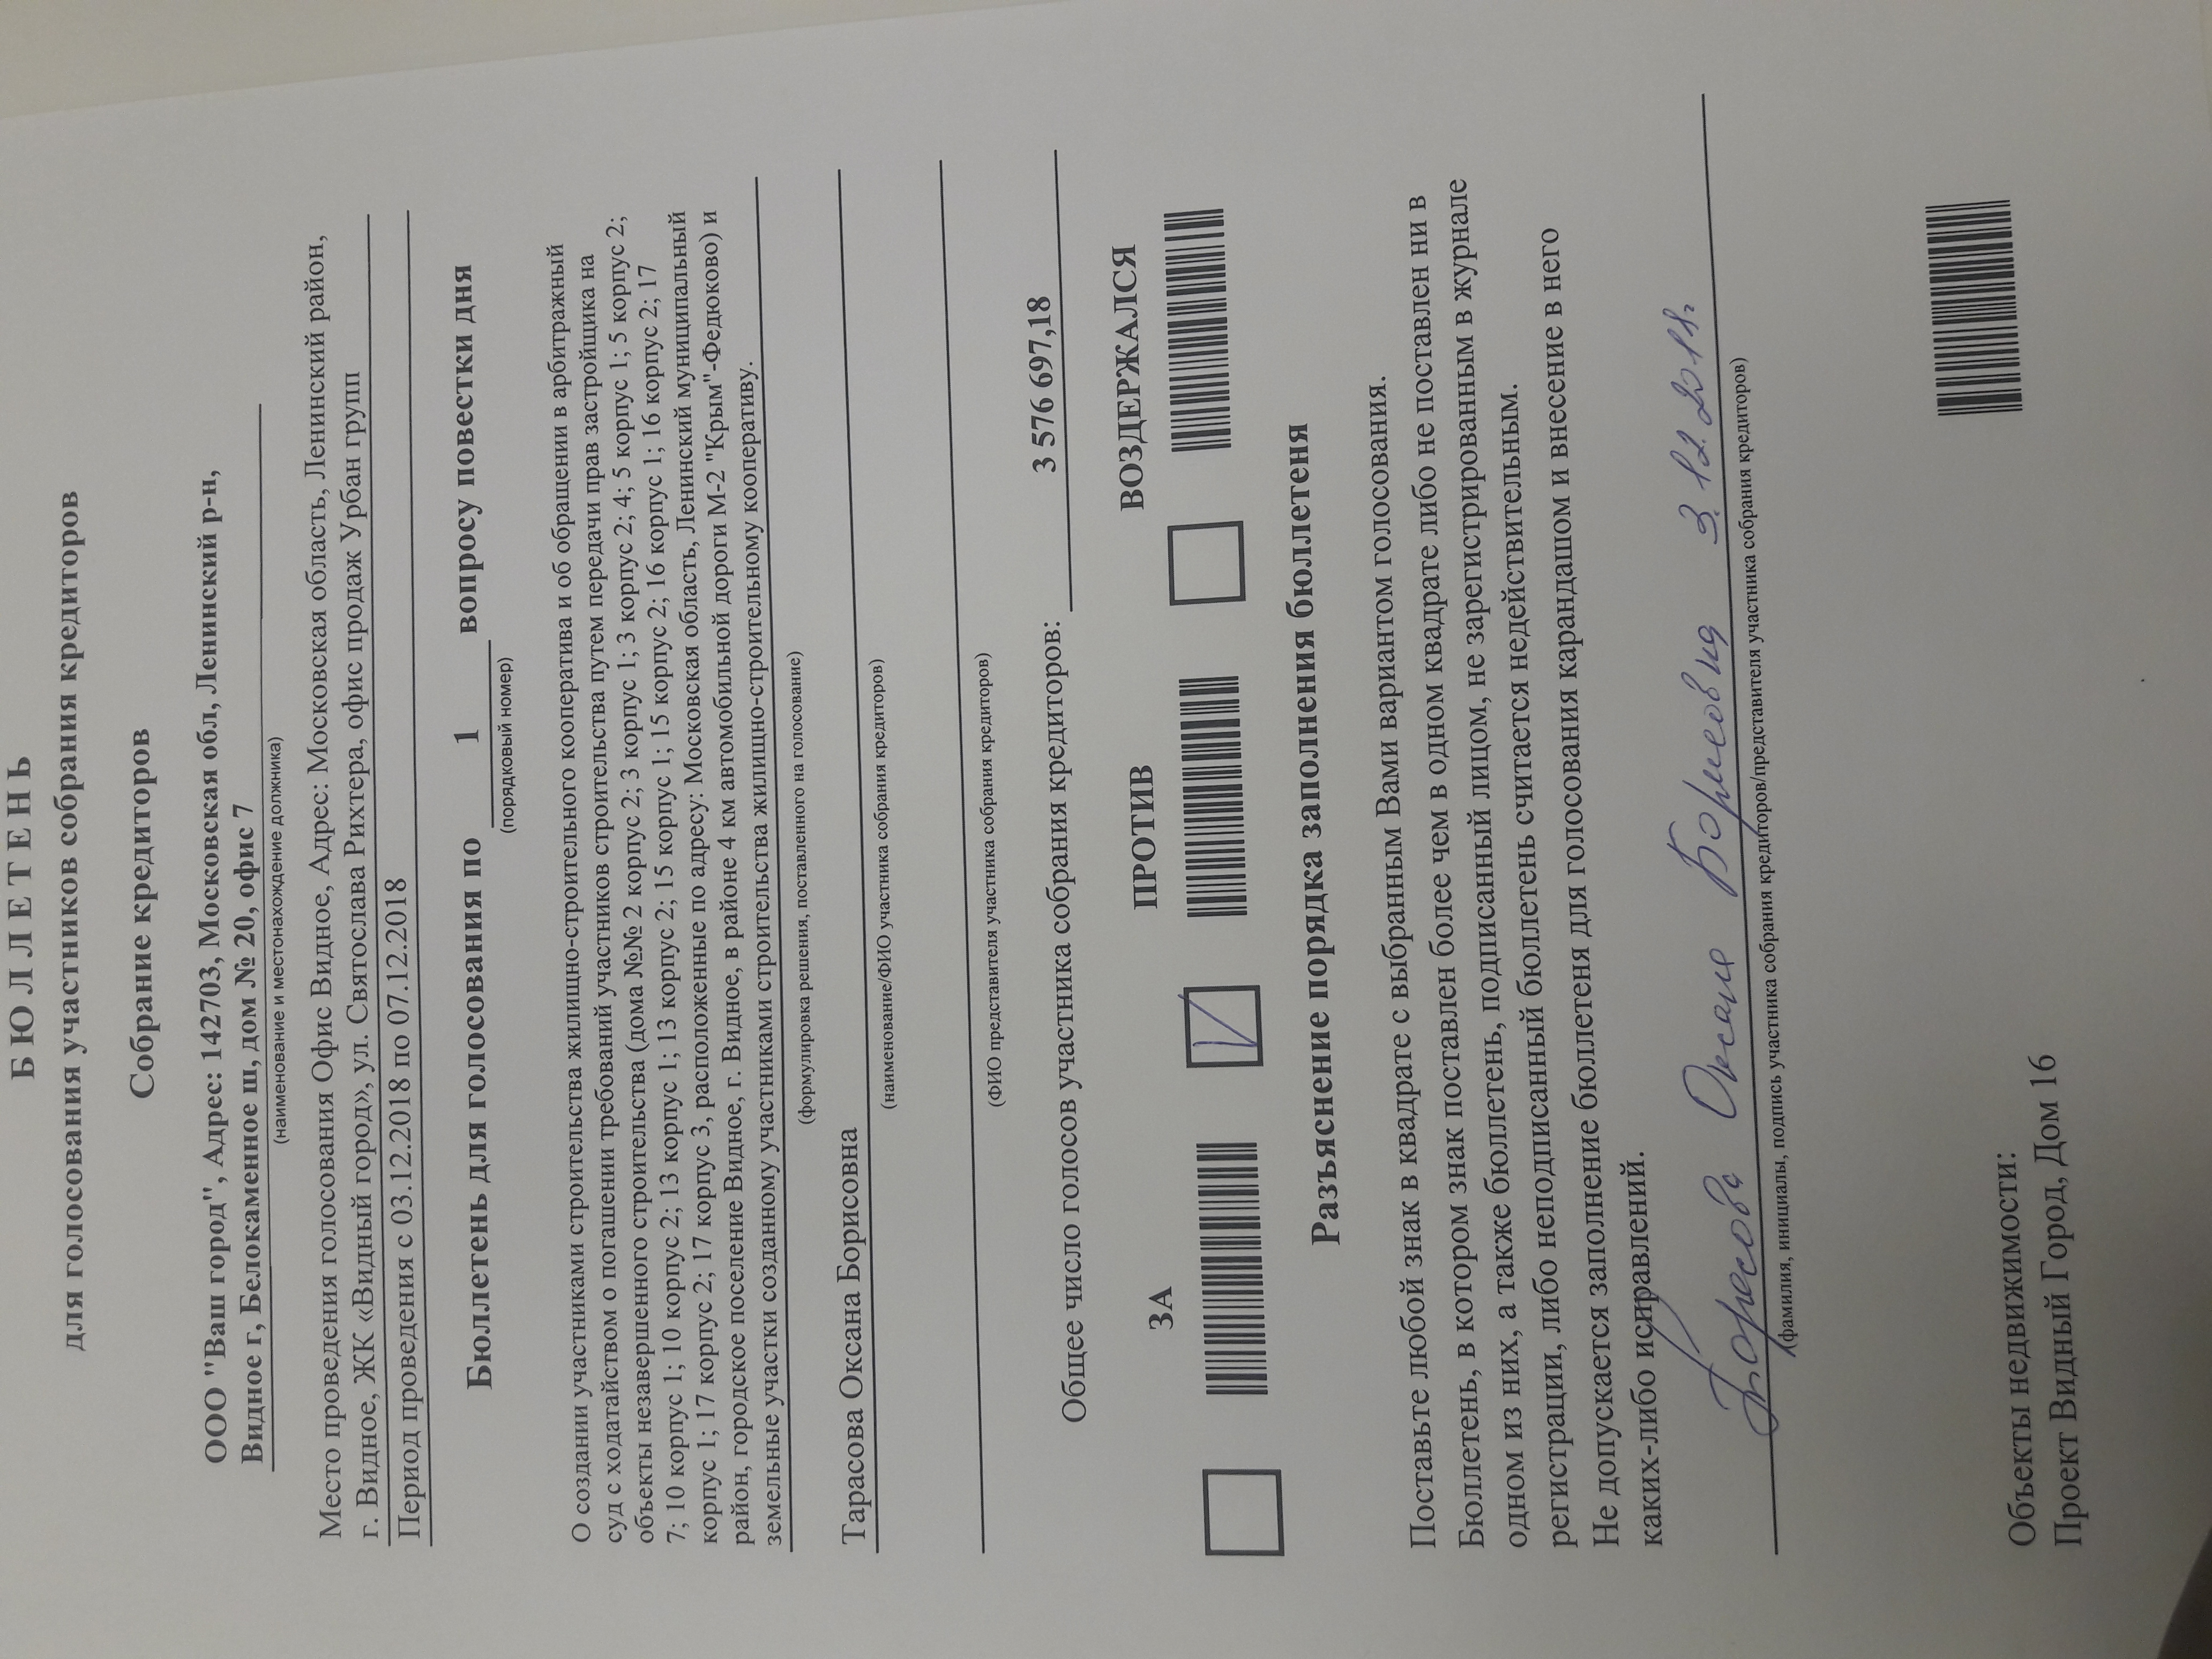 БЮЛЛЕТЕНЬ
для голосования участников собрания кредиторов
Собрание кредиторов
ООО "Ваш город", Адрес: 142703, Московская обл, Ленинский р-н,
Видное г, Белокаменное ш, дом № 20, офис 7
(наименование и местонахождение должника)
Место проведения голосования Офис Видное, Адрес: Московская область, Ленинский район,
г. Видное, ЖК «Видный город», ул. Святослава Рихтера, офис продаж Урбан групп
Период проведения с 03.12.2018 по 07.12.2018
Бюллетень для голосования по 1 вопросу повестки дня
(порядковый номер)
О создании участниками строительства жилищно-строительного кооператива и об обращении в арбитражный
суд с ходатайством о погашении требований участников строительства путем передачи прав застройщика на
объекты незавершенного строительства (дома №№ 2 корпус 2; 3 корпус 1; 3 корпус 2; 4; 5 корпус 1; 5 корпус 2;
7; 10 корпус 1; 10 корпус 2; 13 корпус 1; 13 корпус 2; 15 корпус 1; 15 корпус 2; 16 корпус 1; 16 корпус 2; 17
корпус 1; 17 корпус 2; 17 корпус 3, расположенные по адресу: Московская область, Ленинский муниципальный
район, городское поселение Видное, г. Видное, в районе 4 км автомобильной дороги М-2 "Крым"-Федюково) и
земельные участки созданному участниками строительства жилищно-строительному кооперативу.
(формулировка решения, поставленного на голосование)
Тарасова Оксана Борисовна
(наименование/ФИО участника собрания кредиторов)
(ФИО представителя участника собрания кредиторов)
Общее число голосов участника собрания кредиторов: 3 576 697,18
ЗА ПРОТИВ ВОЗДЕРЖАЛСЯ
Разъяснение порядка заполнения бюллетеня
Поставьте любой знак в квадрате с выбранным Вами вариантом голосования.
Бюллетень, в котором знак поставлен более чем в одном квадрате либо не поставлен ни в
одном из них, а также бюллетень, подписанный лицом, не зарегистрированным в журнале
регистрации, либо неподписанный бюллетень считается недействительным.
Не допускается заполнение бюллетеня для голосования карандашом и внесение в него
каких-либо исправлений.
Тарасова Оксана Борисовна 3.12.2018г
(фамилия, инициалы, подпись участника собрания кредиторов/представителя участника собрания кредиторов)
Объекты недвижимости:
Проект Видный Город, Дом 16